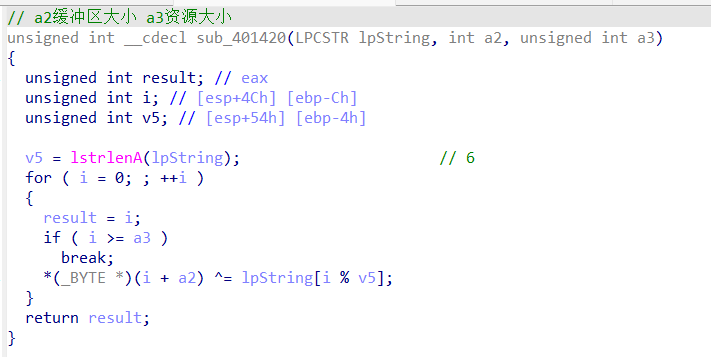 // a2缓冲区大小 a3资源大小
unsigned int __cdecl sub_401420(LPCSTR lpString, int a2, unsigned int a3)
{
  unsigned int result; // eax
  unsigned int i; // [esp+4Ch] [ebp-Ch]
  unsigned int v5; // [esp+54h] [ebp-4h]

  v5 = lstrlenA(lpString);                         // 6
  for ( i = 0; ; ++i )
  {
    result = i;
    if ( i >= a3 )
      break;
    *(_BYTE *)(i + a2) ^= lpString[i % v5];
  }
  return result;
}